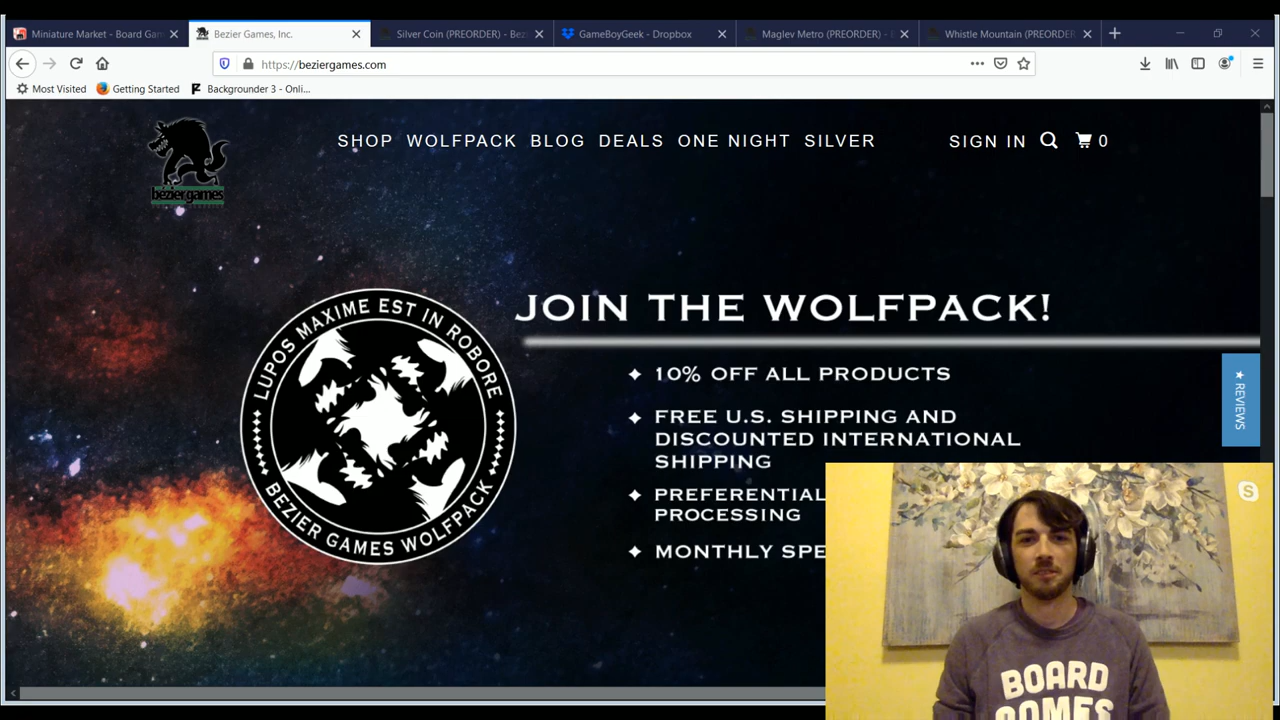 Miniature Market - Board Gam
Bezier Games, Inc.
Silver Coin (PREORDER) - Bez
GameBoyGeek - Dropbox
Maglev Metro (PREORDER) - B
Whistle Mountain (PREORDER
https://beziergames.com
Most Visited
Getting Started
Backgrounder 3 - Onli...
bezier games
SHOP WOLFPACK BLOG DEALS ONE NIGHT SILVER
SIGN IN
0
JOIN THE WOLFPACK!
LUPOS MAXIME EST IN ROBORE
BEZIER GAMES WOLFPACK
10% OFF ALL PRODUCTS
FREE U.S. SHIPPING AND
DISCOUNTED INTERNATIONAL
SHIPPING
PREFERENTIAL
PROCESSING
MONTHLY SPE
★ REVIEWS
S
BOARD
GAMES